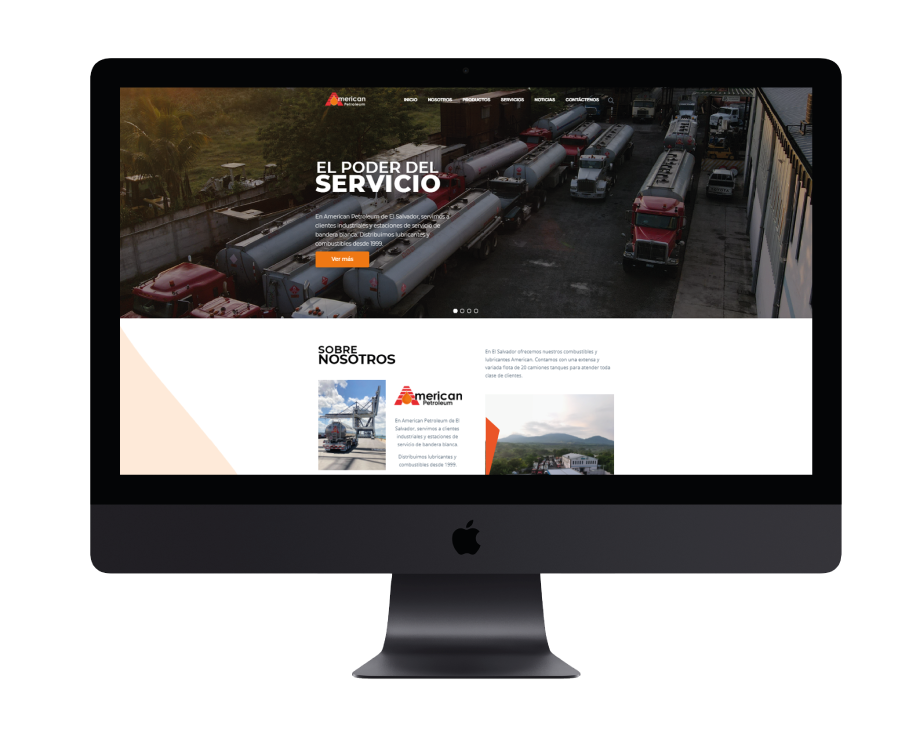 American
Petroleum
INICIO NOSOTROS PRODUCTOS SERVICIOS NOTICIAS CONTÁCTENOS
EL PODER DEL
SERVICIO
En American Petroleum de El Salvador, servimos a
clientes industriales y estaciones de servicio de
bandera blanca. Distribuimos lubricantes y
combustibles desde 1999.
Ver más
SOBRE
NOSOTROS
American
Petroleum
En American Petroleum de El
Salvador, servimos a clientes
industriales y estaciones de
servicio de bandera blanca.
Distribuimos lubricantes y
combustibles desde 1999.
En El Salvador ofrecemos nuestros combustibles y
lubricantes American. Contamos con una extensa y
variada flota de 25 camiones tanques para atender toda
clase de clientes.